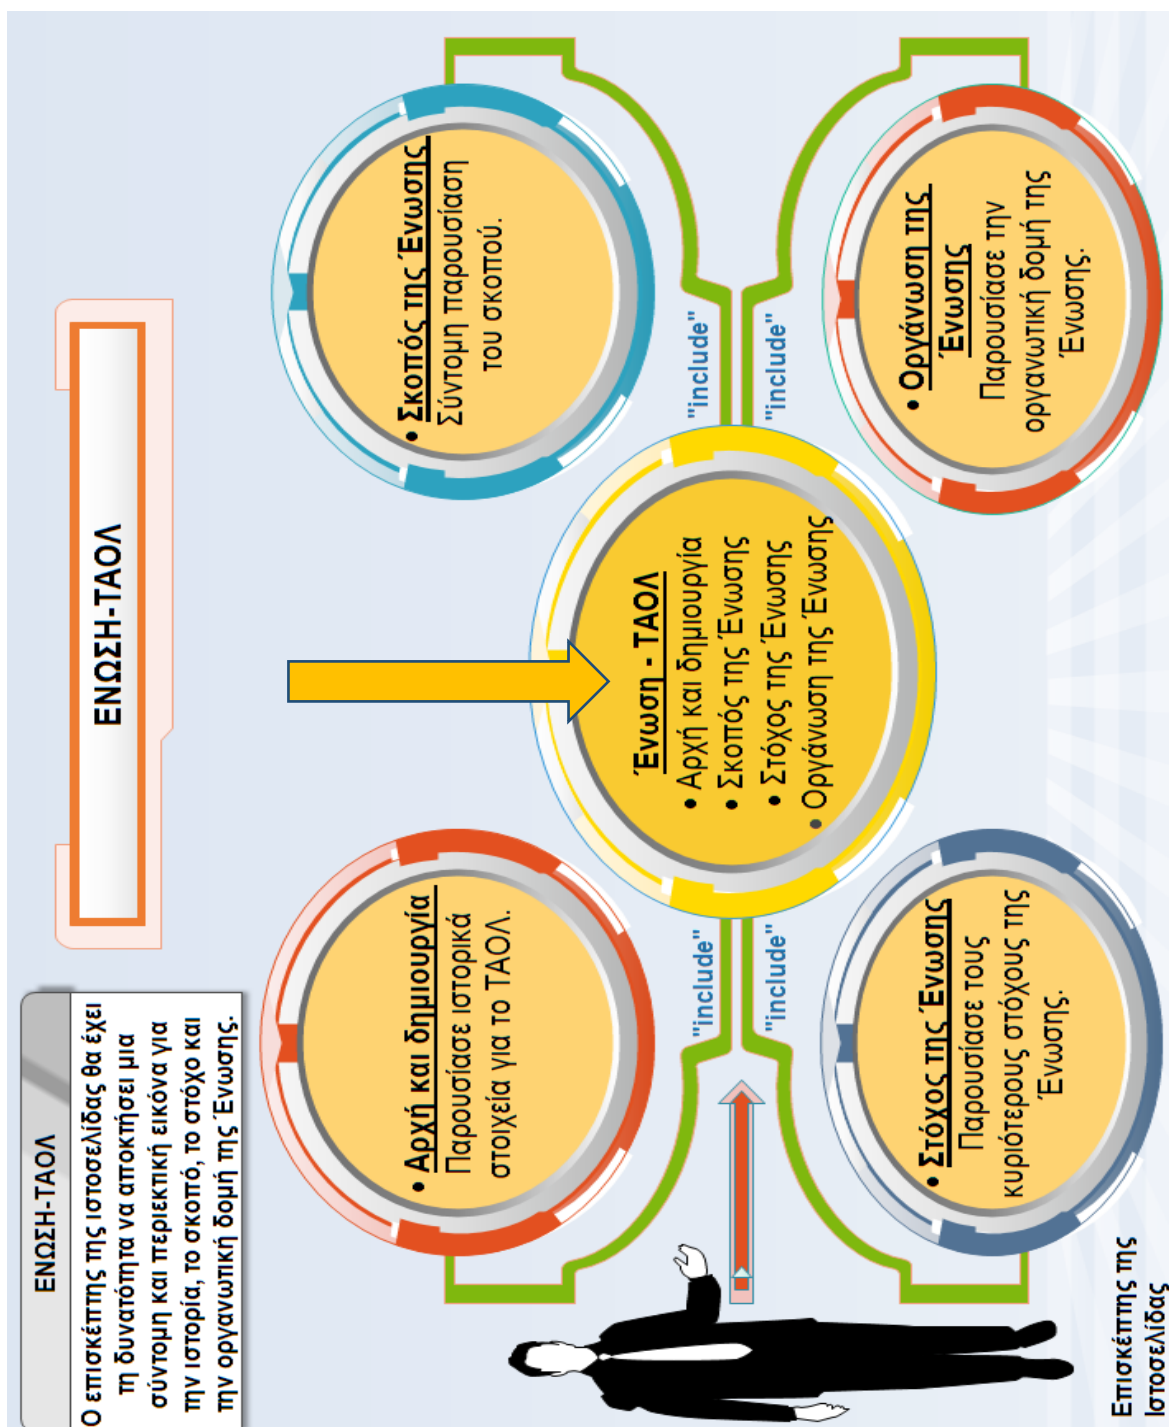 ΕΝΩΣΗ-ΤΑΟΛ
Ο επισκέπτης της ιστοσελίδας θα έχει
τη δυνατότητα να αποκτήσει μια
σύντομη και περιεκτική εικόνα για
την ιστορία, το σκοπό, το στόχο και
την οργανωτική δομή της Ένωσης.
ΕΝΩΣΗ-ΤΑΟΛ
• Αρχή και δημιουργία
Παρουσίασε ιστορικά
στοιχεία για το ΤΑΟΛ.
• Σκοπός της Ένωσης
Σύντομη παρουσίαση
του σκοπού.
"include"
"include"
Ένωση - ΤΑΟΛ
• Αρχή και δημιουργία
• Σκοπός της Ένωσης
• Στόχος της Ένωσης
• Οργάνωση της Ένωσης
"include"
"include"
• Στόχος της Ένωσης
Παρουσίασε τους
κυριότερους στόχους της
Ένωσης.
• Οργάνωση της
Ένωσης
Παρουσίασε την
οργανωτική δομή της
Ένωσης.
Επισκέπτης της
Ιστοσελίδας